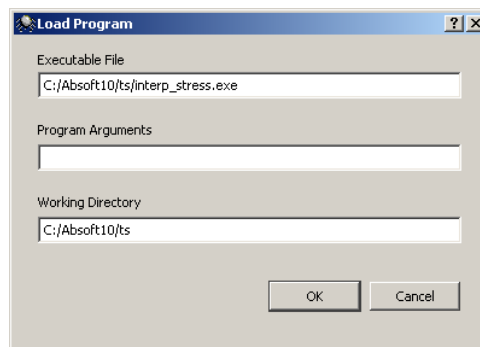 Load Program
Executable File
C:/Absoft10/ts/interp_stress.exe
Program Arguments
Working Directory
C:/Absoft10/ts
OK Cancel